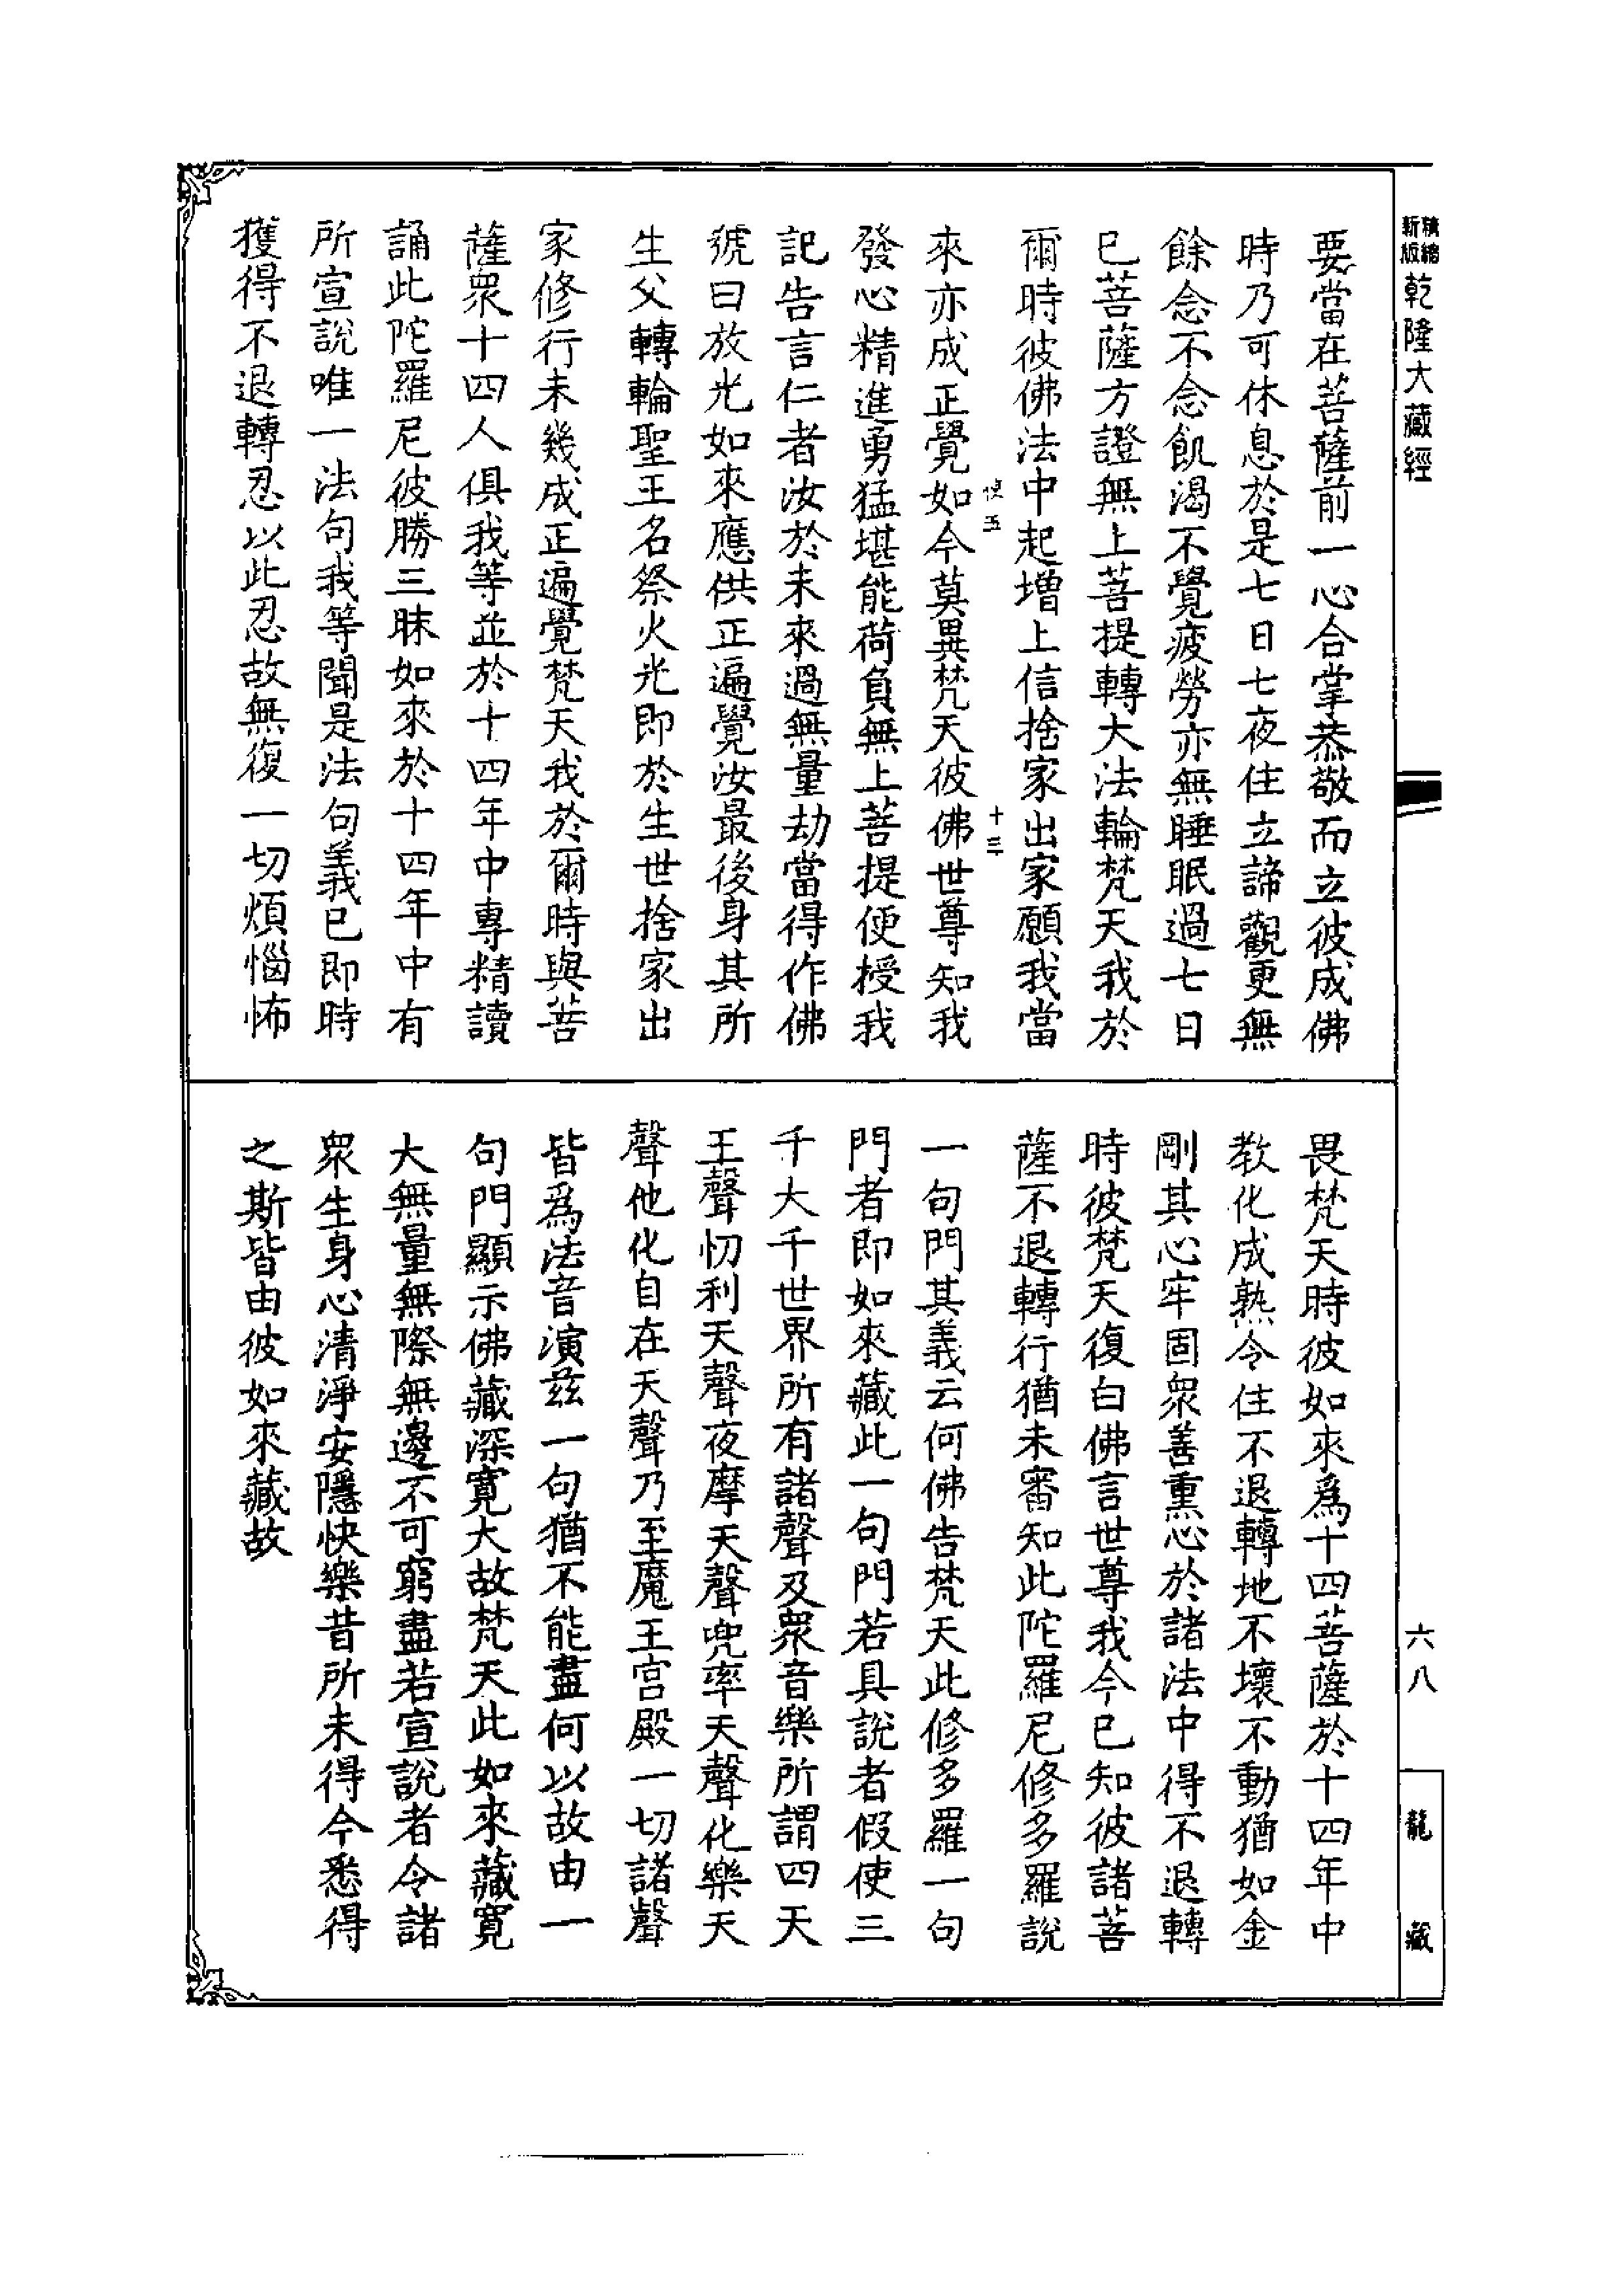 新版精縮乾隆大藏經
六八
龍藏
要當在菩薩前一心合掌恭敬而立彼成佛
時乃可休息於是七日七夜住立諦觀更無
餘念不念飢渴不覺疲勞亦無睡眠過七日
已菩薩方證無上菩提轉大法輪梵天我於
爾時彼佛法中起增上信捨家出家願我當
十三
來亦成正覺如今莫異梵天彼佛世尊知我
發心精進勇猛堪能荷負無上菩提便授我
記告言仁者汝於未來過無量劫當得作佛
號曰放光如來應供正遍覺汝最後身其所
生父轉輪聖王名祭火光即於生世捨家出
家修行未幾成正遍覺梵天我於爾時與菩
薩眾十四人俱我等並於十四年中專精讀
誦此陀羅尼彼勝三昧如來於十四年中有
所宣說唯一法句我等聞是法句義已即時
獲得不退轉忍以此忍故無復一切煩惱怖
畏梵天時彼如來為十四菩薩於十四年中
教化成熟令住不退轉地不壞不動猶如金
剛其心牢固眾善熏心於諸法中得不退轉
時彼梵天復白佛言世尊我今已知彼諸菩
薩不退轉行猶未審知此陀羅尼修多羅說
一句門其義云何佛告梵天此修多羅一句
門者即如來藏此一句門若具說者假使三
千大千世界所有諸聲及眾音樂所謂四天
王聲忉利天聲夜摩天聲兜率天聲化樂天
聲他化自在天聲乃至魔王宮殿一切諸聲
皆為法音演茲一句猶不能盡何以故由一
句門顯示佛藏深寬大故梵天此如來藏寬
大無量無際無邊不可窮盡若宣說者令諸
眾生身心清淨安隱快樂昔所未得今悉得
之斯皆由彼如來藏故